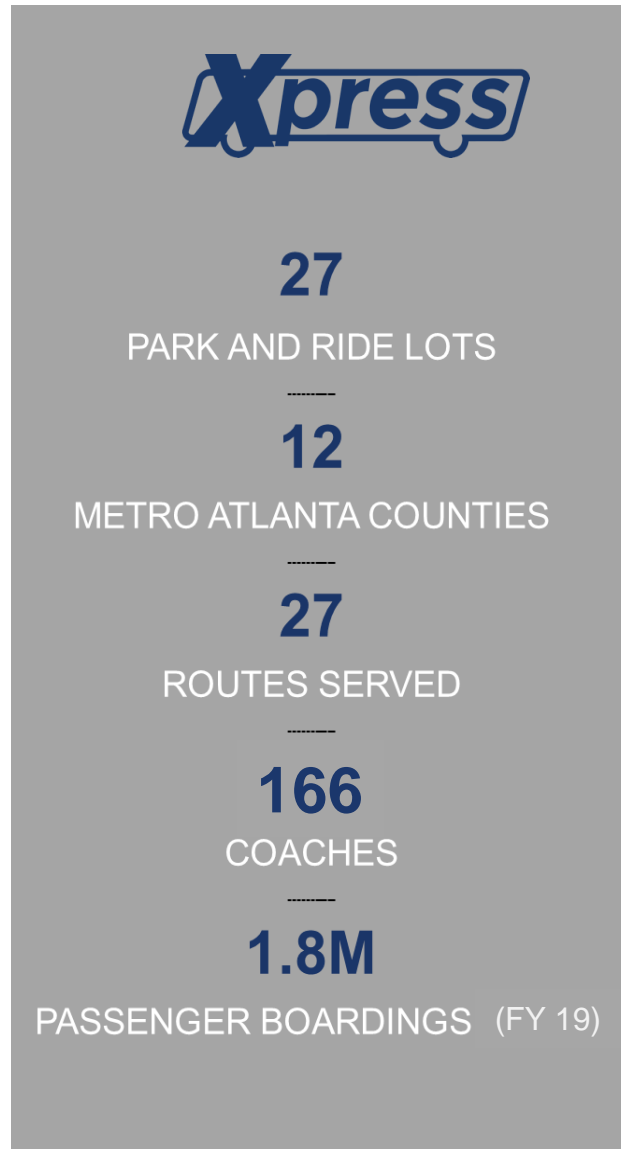 Xpress
27
PARK AND RIDE LOTS
12
METRO ATLANTA COUNTIES
27
ROUTES SERVED
166
COACHES
1.8M
PASSENGER BOARDINGS (FY 19)